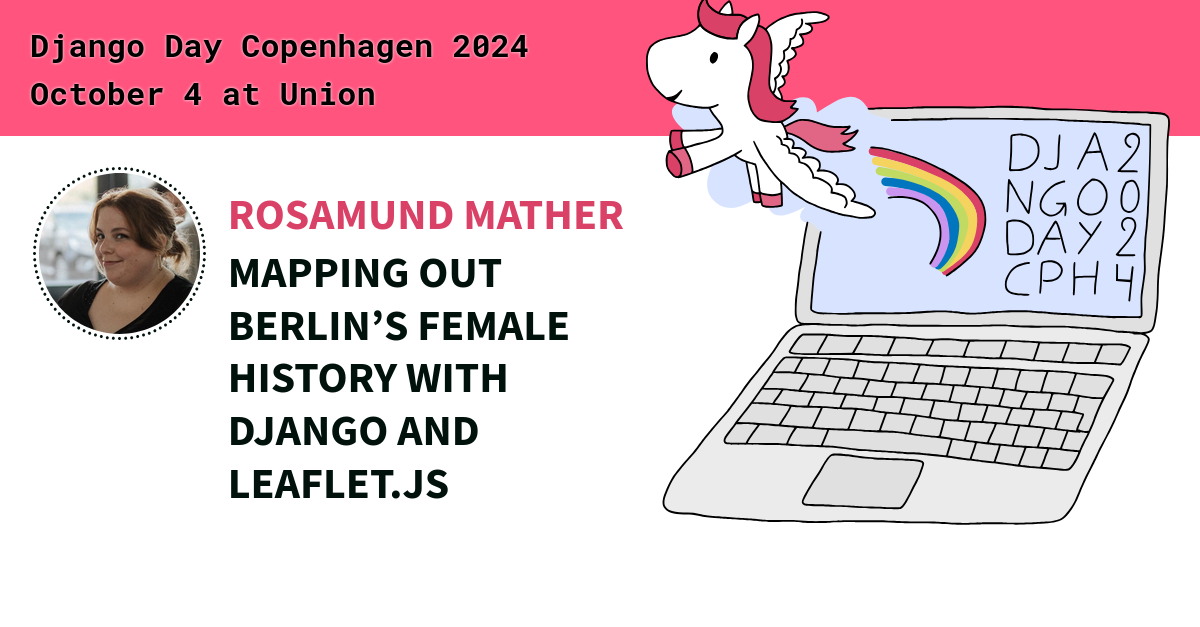 Django Day Copenhagen 2024
October 4 at Union
ROSAMUND MATHER
MAPPING OUT
BERLIN’S FEMALE
HISTORY WITH
DJANGO AND
LEAFLET.JS
DJA2
NGO0
DAY2
CPH4